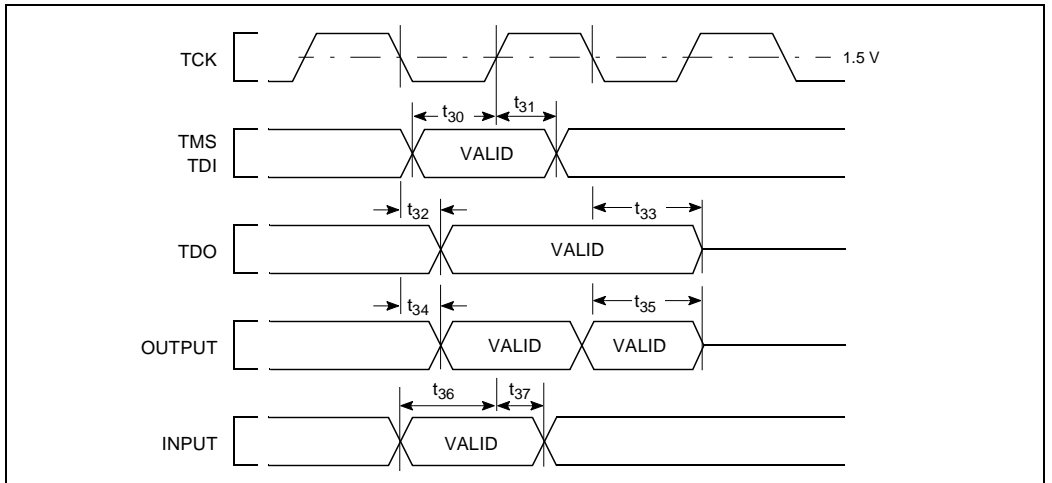 TCK
1.5 V
t30
t31
TMS
TDI
VALID
t32
t33
TDO
VALID
t34
t35
OUTPUT
VALID
VALID
t36
t37
INPUT
VALID